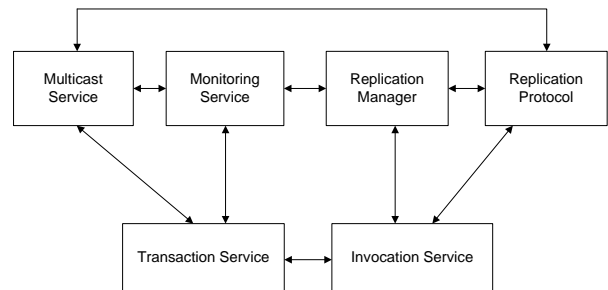 Multicast
Service
Monitoring
Service
Replication
Manager
Replication
Protocol
Transaction Service
Invocation Service